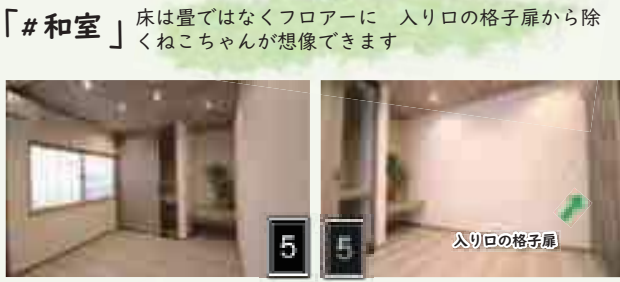 「#和室」
床は畳ではなくフロアーに　入り口の格子扉から除
くねこちゃんが想像できます
5
5
入り口の格子扉